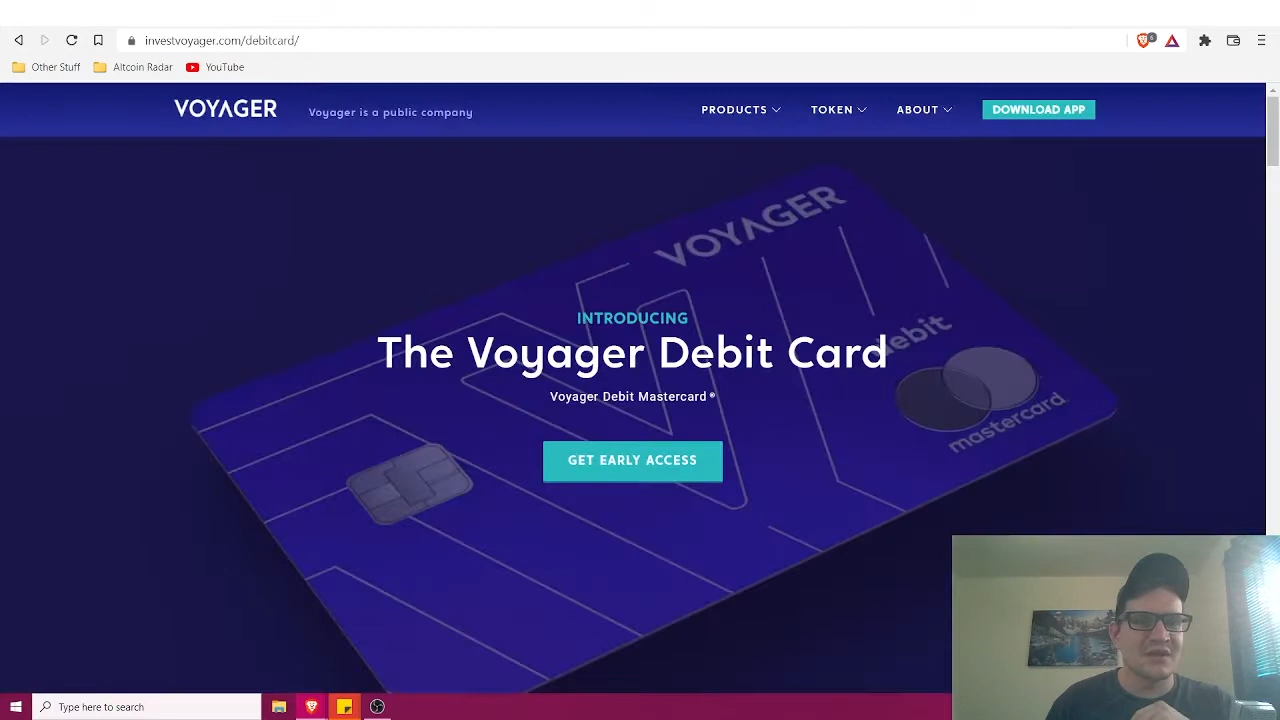 investvoyager.com/debitcard/
6
Other Stuff
Altcoin Radar
YouTube
VOYAGER
Voyager is a public company
PRODUCTS
TOKEN
ABOUT
DOWNLOAD APP
VOYAGER
debit
mastercard
INTRODUCING
The Voyager Debit Card
Voyager Debit Mastercard®
GET EARLY ACCESS
Type here to search